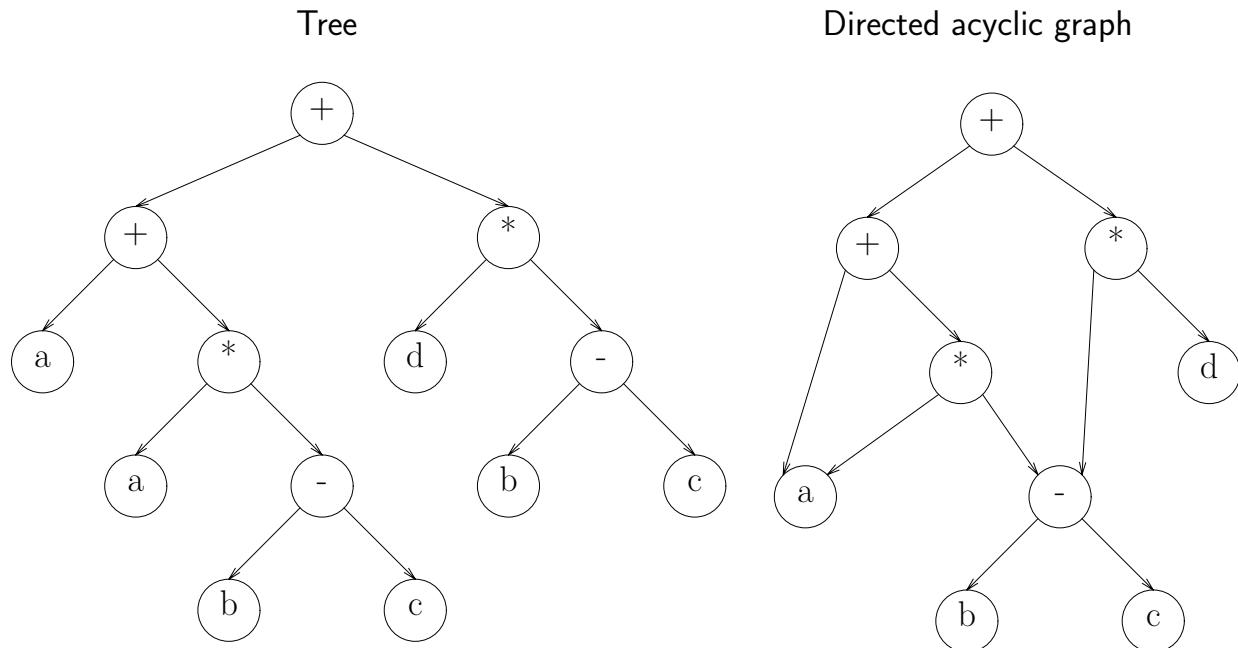 Tree
Directed acyclic graph
+
+ *
a * d -
a - b c
b c
+
+ *
* d
a -
b c